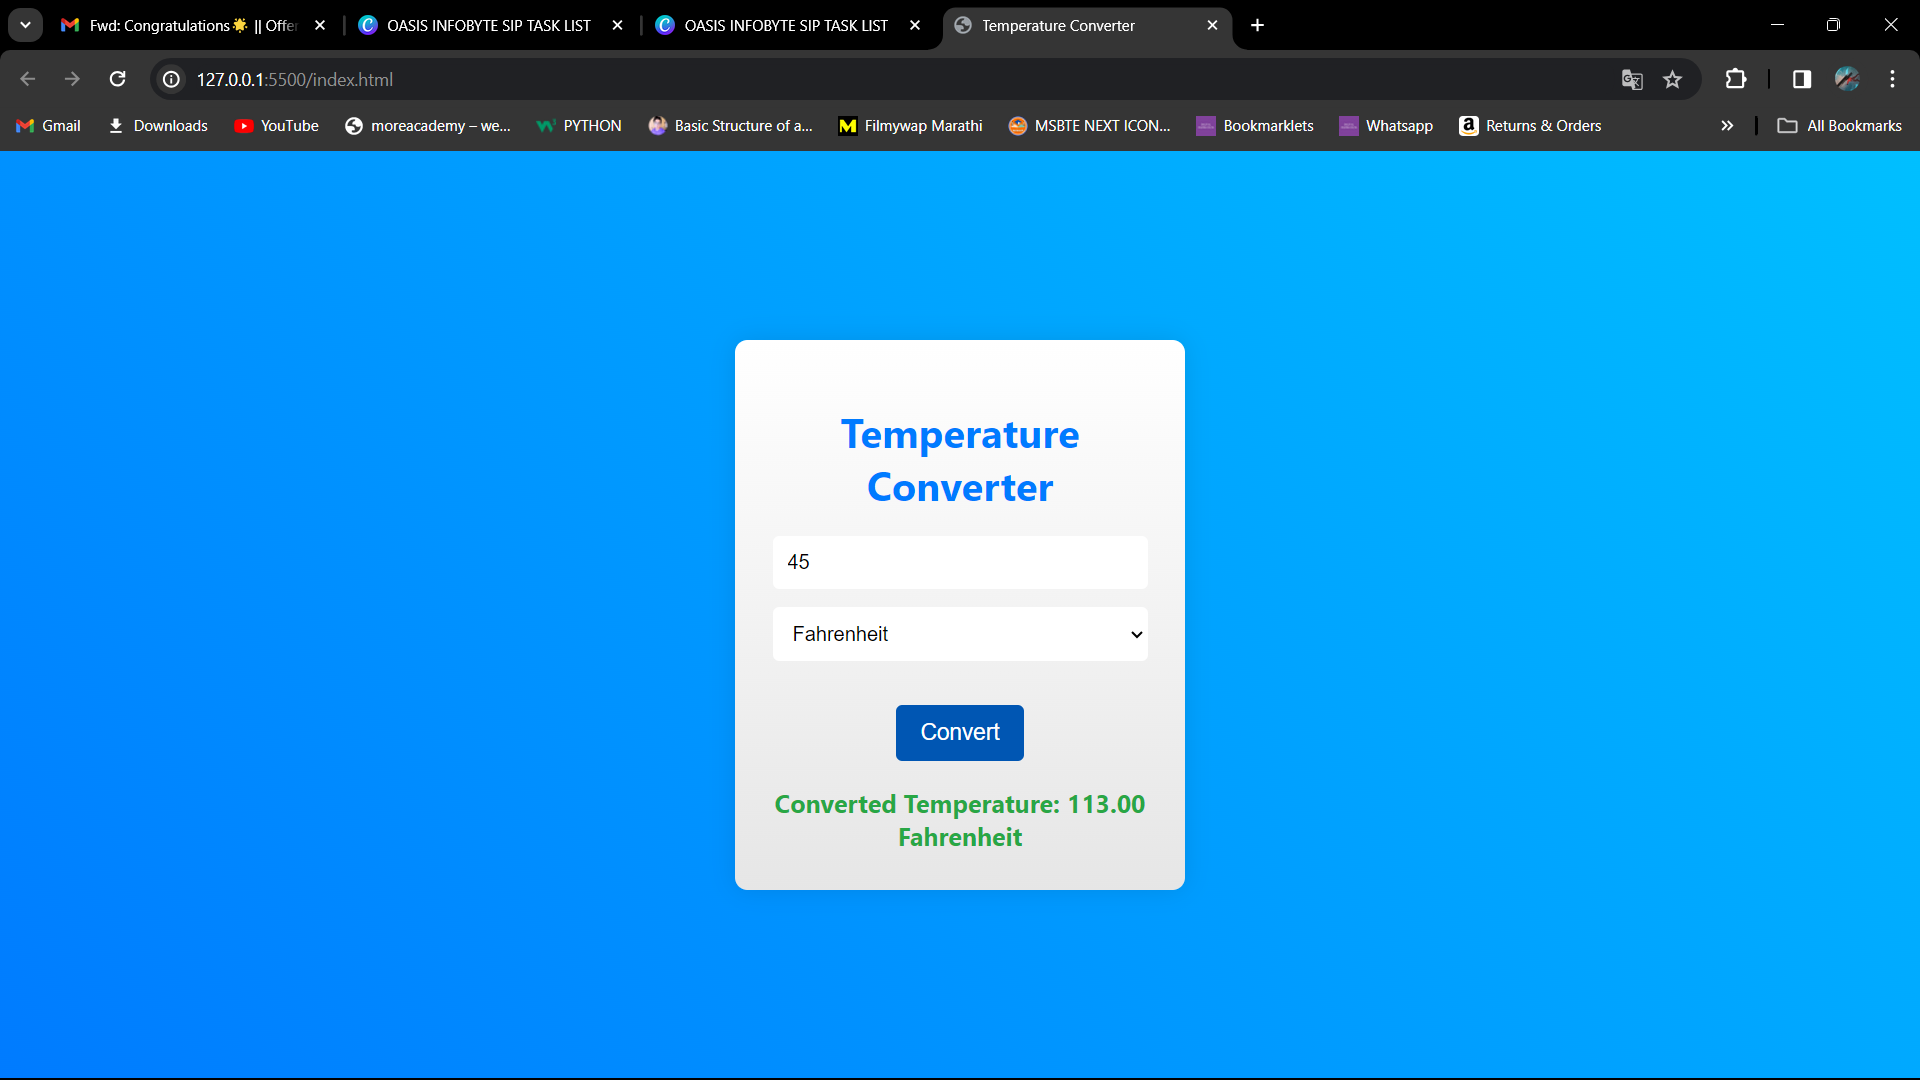 Fwd: Congratulations🌟 || Offer
OASIS INFOBYTE SIP TASK LIST
OASIS INFOBYTE SIP TASK LIST
Temperature Converter
127.0.0.1:5500/index.html
Gmail
Downloads
YouTube
moreacademy – we...
PYTHON
Basic Structure of a...
Filmywap Marathi
MSBTE NEXT ICON...
Bookmarklets
Whatsapp
Returns & Orders
All Bookmarks
Temperature
Converter
45
Fahrenheit
Convert
Converted Temperature: 113.00
Fahrenheit